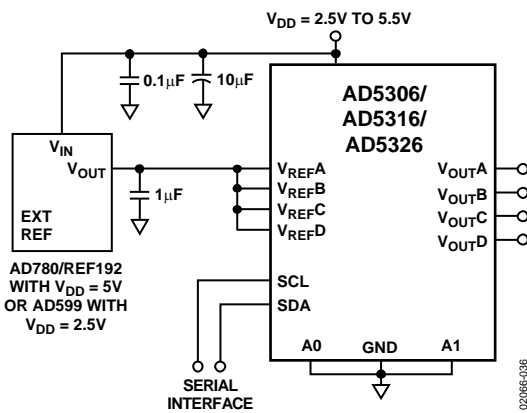 V_DD = 2.5V TO 5.5V
0.1μF
10μF
AD5306/
AD5316/
AD5326
V_IN
V_OUT
1μF
EXT
REF
V_REFA
V_REFB
V_REFC
V_REFD
V_OUTA
V_OUTB
V_OUTC
V_OUTD
AD780/REF192
WITH V_DD = 5V
OR AD599 WITH
V_DD = 2.5V
SCL
SDA
A0
GND
A1
SERIAL
INTERFACE
02066-036